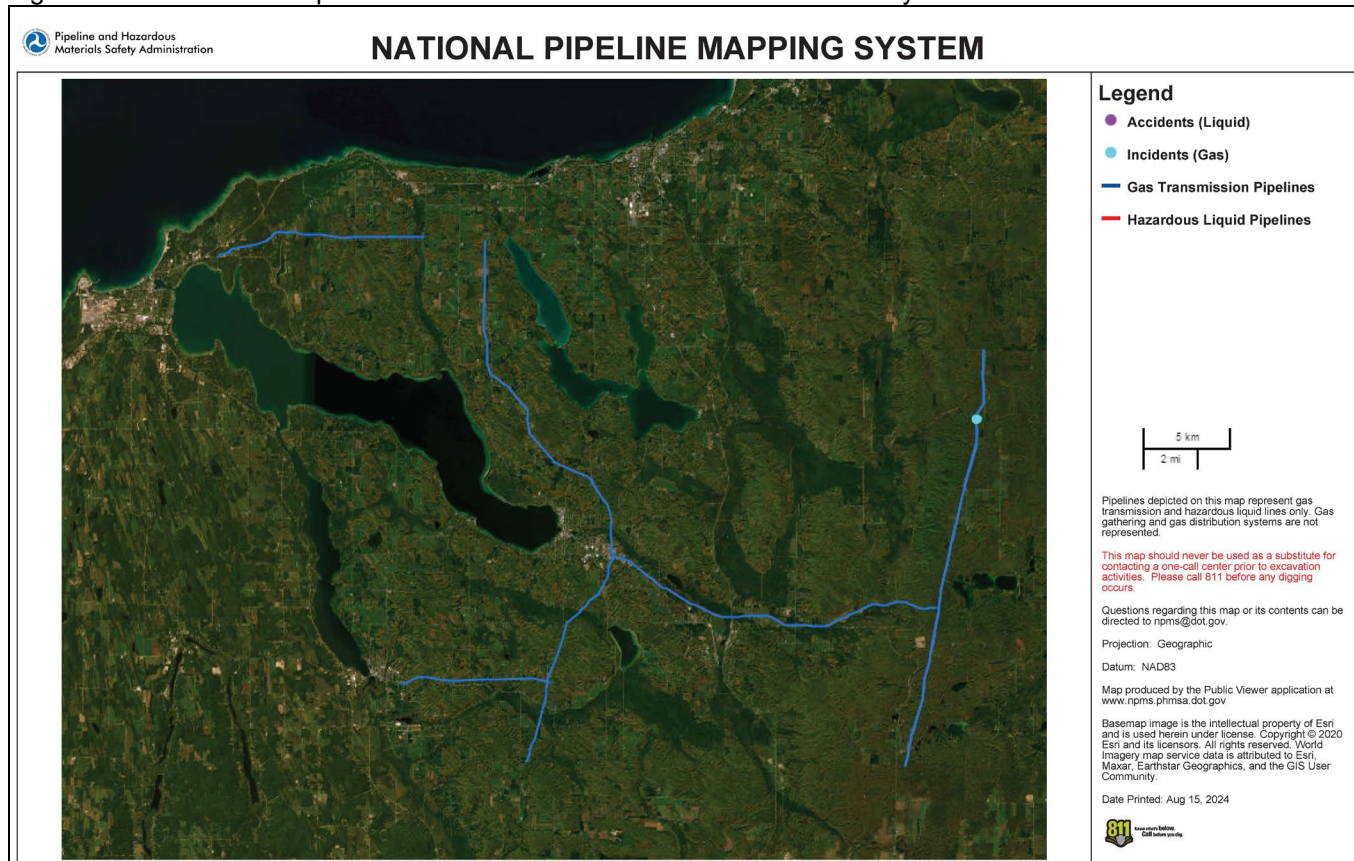 Pipeline and Hazardous
Materials Safety Administration
NATIONAL PIPELINE MAPPING SYSTEM
Legend
Accidents (Liquid)
Incidents (Gas)
Gas Transmission Pipelines
Hazardous Liquid Pipelines
5 km
2 mi
Pipelines depicted on this map represent gas
transmission and hazardous liquid lines only. Gas
gathering and gas distribution systems are not
represented.
This map should never be used as a substitute for
contacting a one-call center prior to excavation
activities. Please call 811 before any digging
occurs.
Questions regarding this map or its contents can be
directed to npms@dot.gov.
Projection: Geographic
Datum: NAD83
Map produced by the Public Viewer application at
www.npms.phmsa.dot.gov
Basemap image is the intellectual property of Esri
and is used herein under license. Copyright © 2020
Esri and its licensors. All rights reserved. World
Imagery map service data is attributed to Esri,
Maxar, Earthstar Geographics, and the GIS User
Community.
Date Printed: Aug 15, 2024
811
Know what's below.
Call before you dig.